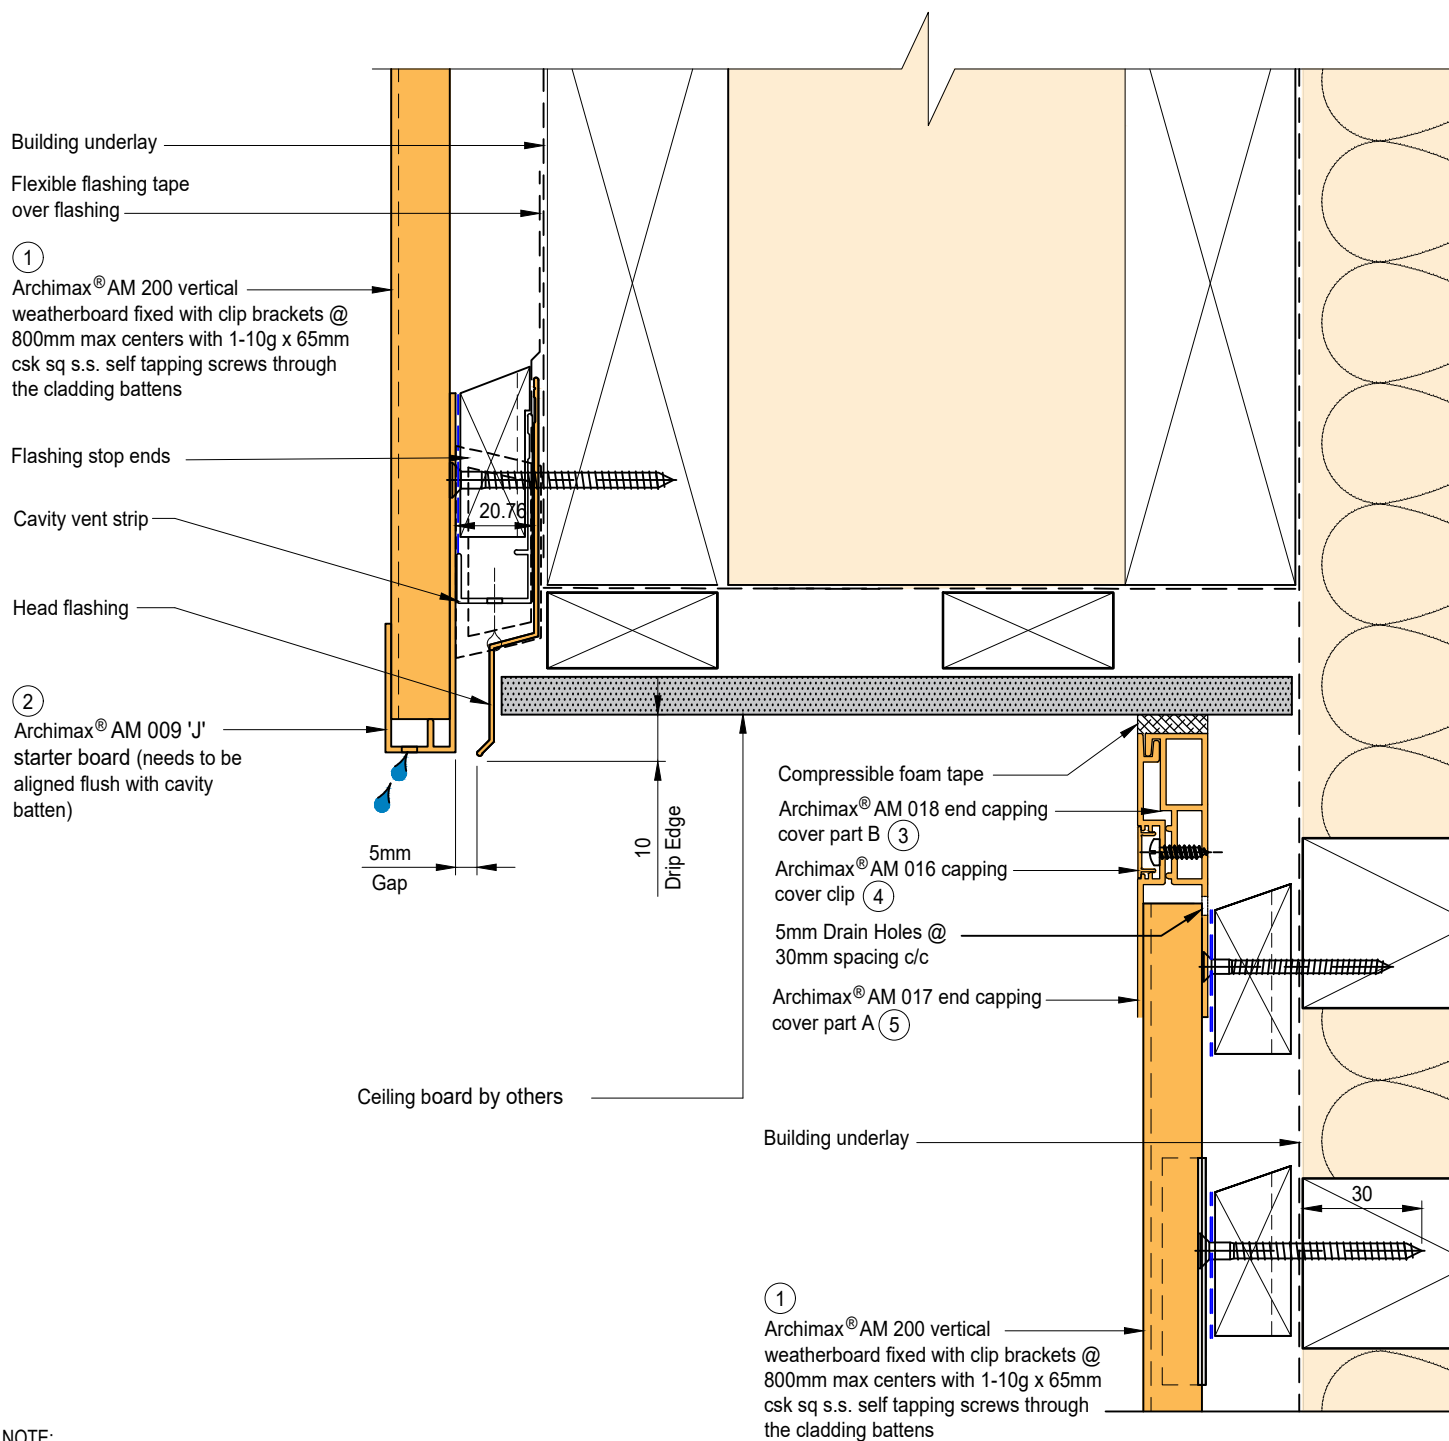 Building underlay
Flexible flashing tape
over flashing
1
Archimax® AM 200 vertical
weatherboard fixed with clip brackets @
800mm max centers with 1-10g x 65mm
csk sq s.s. self tapping screws through
the cladding battens
Flashing stop ends
20.76
Cavity vent strip
Head flashing
2
Archimax® AM 009 'J'
starter board (needs to be
aligned flush with cavity
batten)
5mm
Gap
10
Drip Edge
Compressible foam tape
Archimax® AM 018 end capping
cover part B 3
Archimax® AM 016 capping
cover clip 4
5mm Drain Holes @
30mm spacing c/c
Archimax® AM 017 end capping
cover part A 5
Ceiling board by others
Building underlay
30
1
Archimax® AM 200 vertical
weatherboard fixed with clip brackets @
800mm max centers with 1-10g x 65mm
csk sq s.s. self tapping screws through
the cladding battens
NOTE: